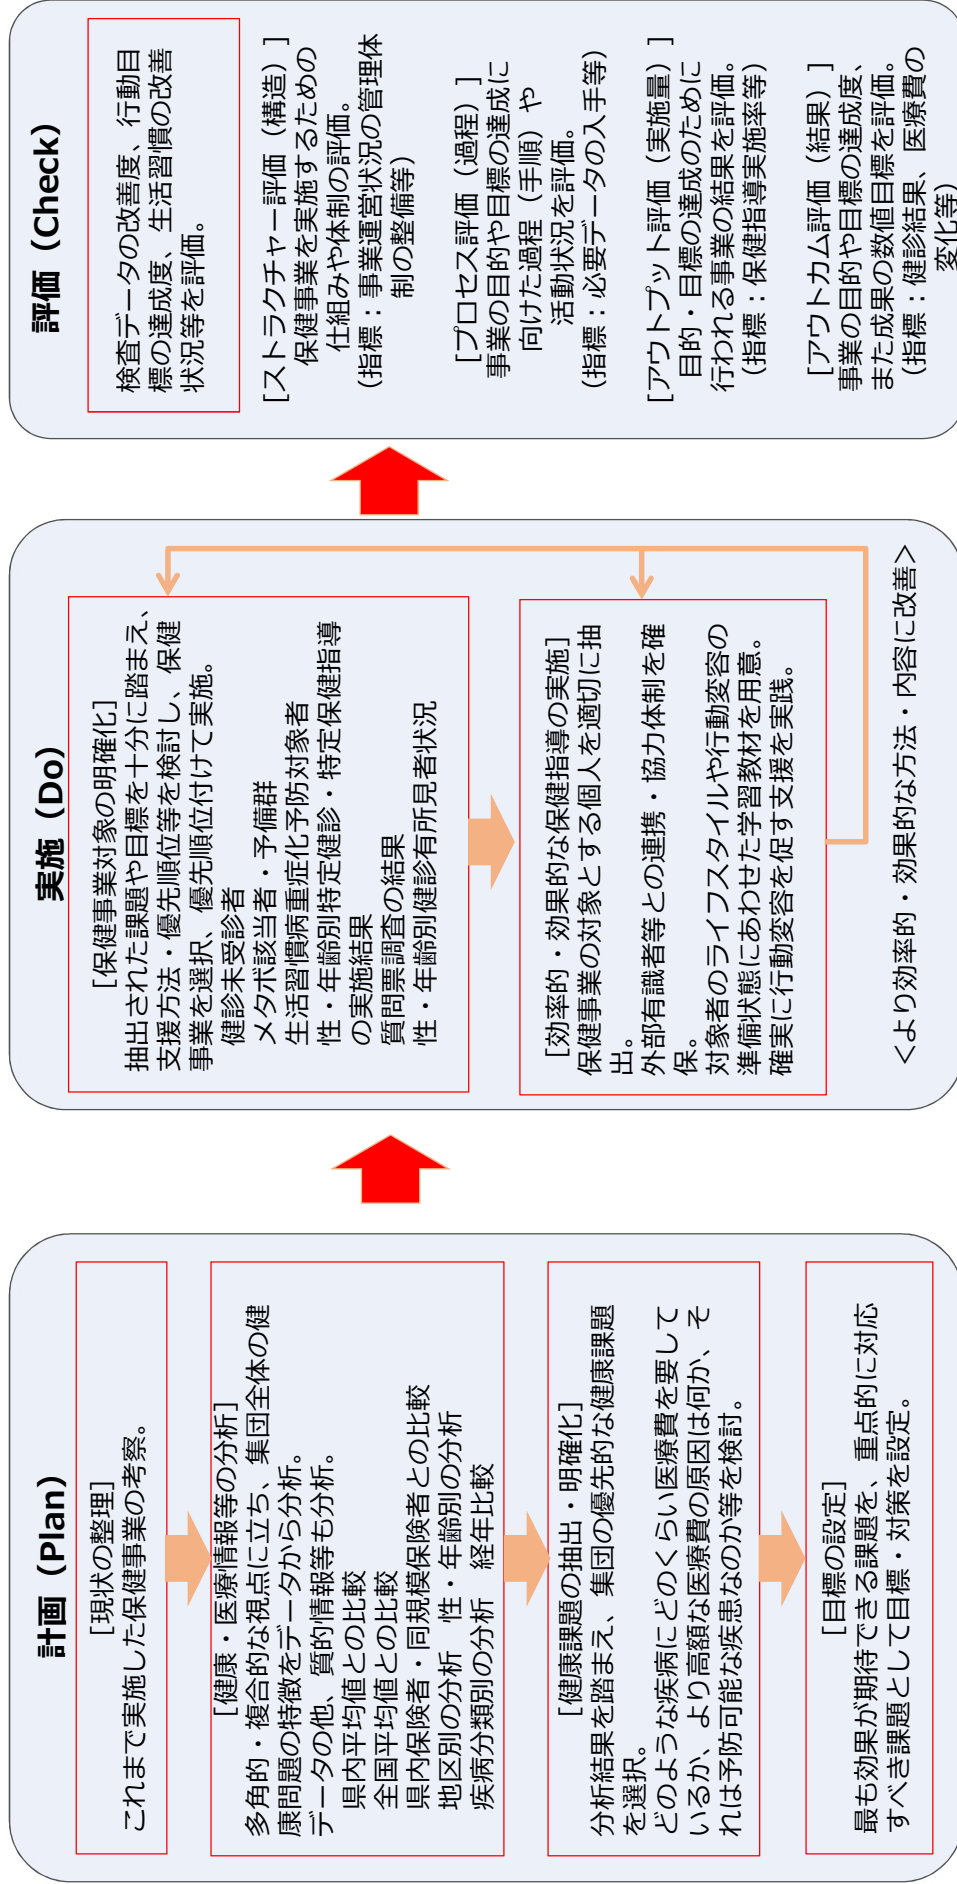 計画（Plan）
[現状の整理]
これまで実施した保健事業の考察。
[健康・医療情報等の分析]
多角的・複合的な視点に立ち、集団全体の健
康問題の特徴をデータから分析。
データの他、質的情報等も分析。
県内平均値との比較
全国平均値との比較
県内保険者・同規模保険者との比較
地区別の分析　性・年齢別の分析
疾病分類別の分析　経年比較
[健康課題の抽出・明確化]
分析結果を踏まえ、集団の優先的な健康課題
を選択。
どのような疾病にどのくらい医療費を要して
いるか、より高額な医療費の原因は何か、そ
れは予防可能な疾患なのか等を検討。
[目標の設定]
最も効果が期待できる課題を、重点的に対応
すべき課題として目標・対策を設定。
実施（Do）
[保健事業対象の明確化]
抽出された課題や目標を十分に踏まえ、
支援方法・優先順位等を検討し、保健
事業を選択、優先順位付けて実施。
健診未受診者
メタボ該当者・予備群
生活習慣病重症化予防対象者
性・年齢別特定健診・特定保健指導
の実施結果
質問票調査の結果
性・年齢別健診有所見者状況
[効率的・効果的な保健指導の実施]
保健事業の対象とする個人を適切に抽
出。
外部有識者等との連携・協力体制を確
保。
対象者のライフスタイルや行動変容の
準備状態にあわせた学習教材を用意。
確実に行動変容を促す支援を実践。
＜より効率的・効果的な方法・内容に改善＞
評価（Check）
検査データの改善度、行動目
標の達成度、生活習慣の改善
状況等を評価。
[ストラクチャー評価（構造）]
保健事業を実施するための
仕組みや体制の評価。
（指標：事業運営状況の管理体
制の整備等）
[プロセス評価（過程）]
事業の目的や目標の達成に
向けた過程（手順）や
活動状況を評価。
（指標：必要データの入手等）
[アウトプット評価（実施量）]
目的・目標の達成のために
行われる事業の結果を評価。
（指標：保健指導実施率等）
[アウトカム評価（結果）]
事業の目的や目標の達成度、
また成果の数値目標を評価。
（指標：健診結果、医療費の
変化等）